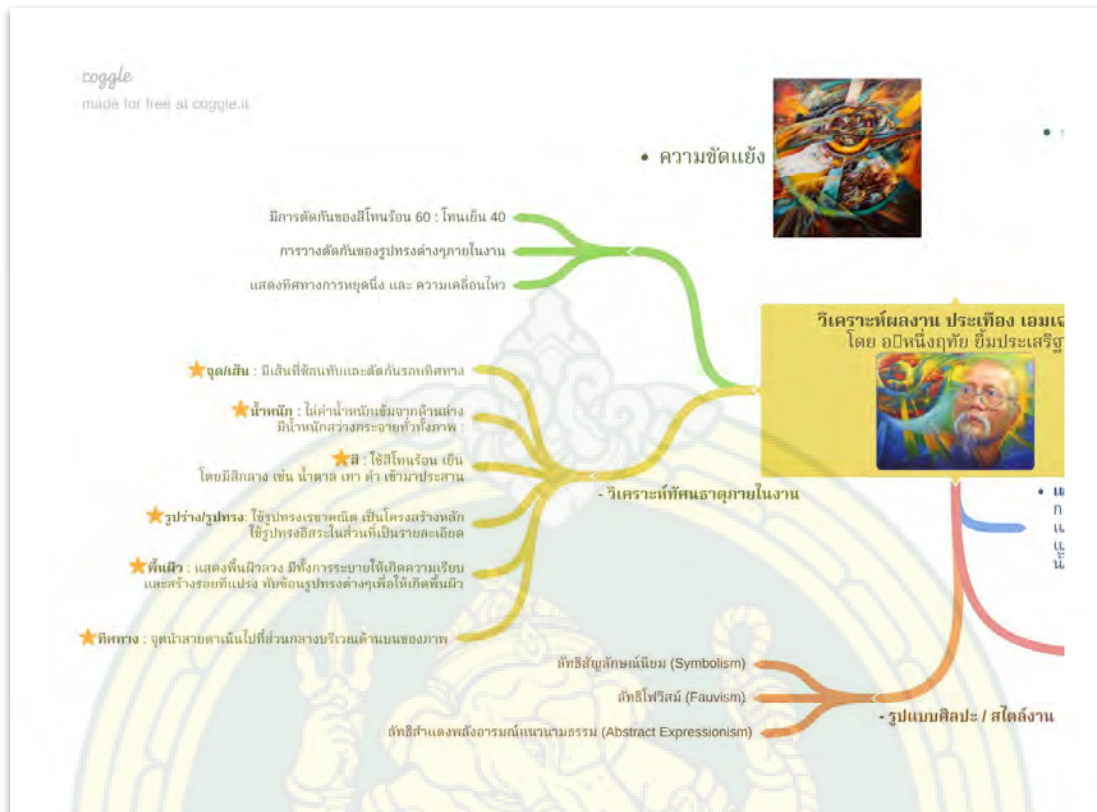 coggle
made for free at coggle.it
• ความขัดแย้ง
มีการตัดกันของสีโทนร้อน 60 : โทนเย็น 40
การวางตัดกันของรูปทรงต่างๆภายในงาน
แสดงทิศทางการหยุดนิ่ง และ ความเคลื่อนไหว
วิเคราะห์ผลงาน ประเทือง เอมเจ
โดย อ หนึ่งฤทัย ยิ้มประเสริฐ
จุด/เส้น : มีเส้นที่ซ้อนทับและตัดกันรอบทิศทาง
น้ำหนัก : ไล่ค่าน้ำหนักเข้มจากด้านล่าง
มีน้ำหนักสว่างกระจายทั่วทั้งภาพ :
สี : ใช้สีโทนร้อน เย็น
โดยมีสีกลาง เช่น น้ำตาล เทา ดำ เข้ามาประสาน
- วิเคราะห์ทัศนธาตุภายในงาน
รูปร่าง/รูปทรง: ใช้รูปทรงเรขาคณิต เป็นโครงสร้างหลัก
ใช้รูปทรงอิสระในส่วนที่เป็นรายละเอียด
พื้นผิว : แสดงพื้นผิวลวง มีทั้งการระบายให้เกิดความเรียบ
และสร้างรอยทีแปรง ทับซ้อนรูปทรงต่างๆเพื่อให้เกิดพื้นผิว
ทิศทาง : จุดนำสายตาเน้นไปที่ส่วนกลางบริเวณด้านบนของภาพ
ลัทธิสัญลักษณ์นิยม (Symbolism)
ลัทธิโฟวิสม์ (Fauvism)
- รูปแบบศิลปะ / สไตล์งาน
ลัทธิสำแดงพลังอารมณ์แนวนามธรรม (Abstract Expressionism)